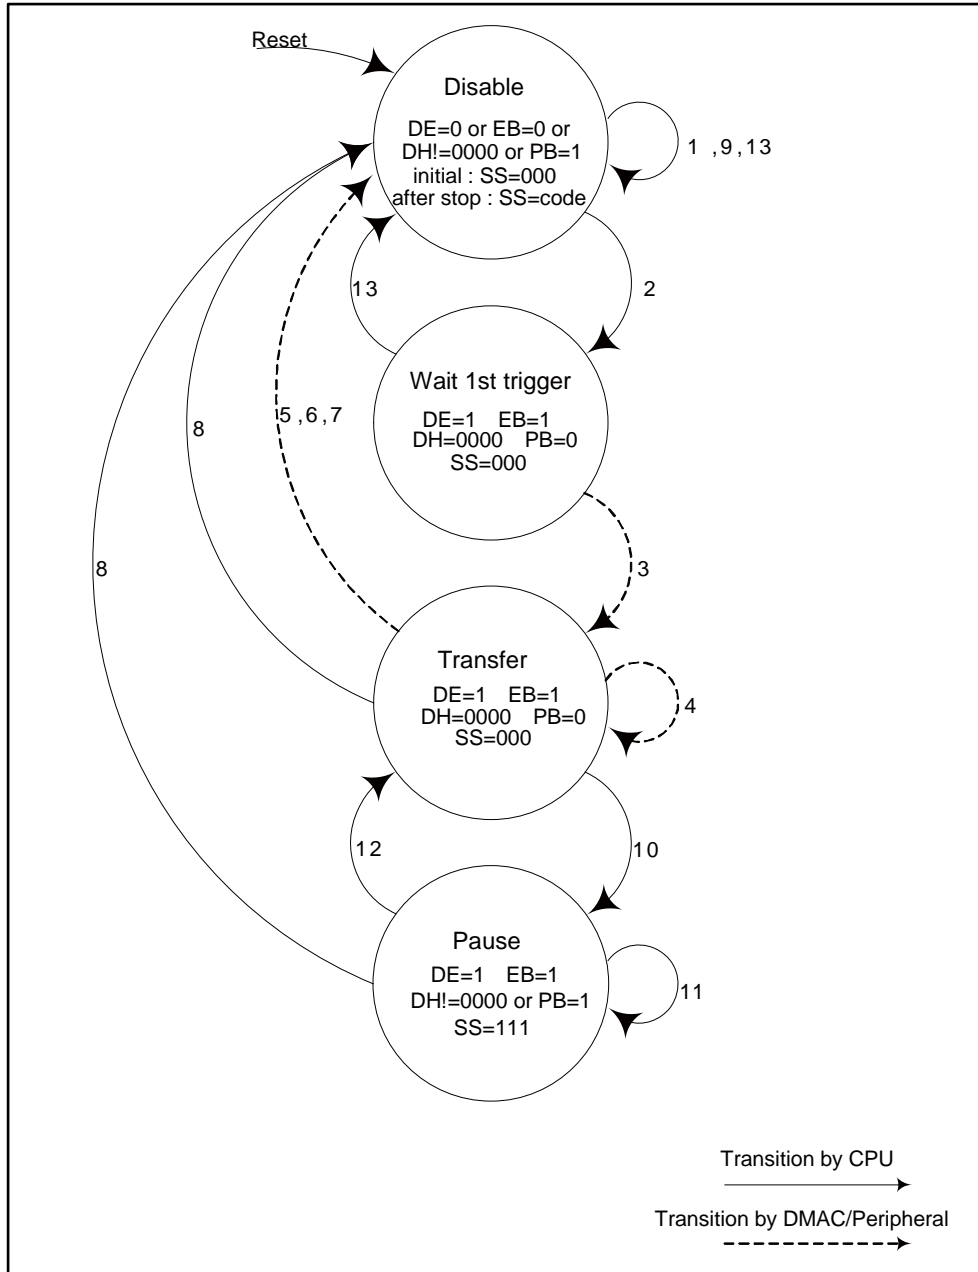 Reset
Disable
DE=0 or EB=0 or
DH!=0000 or PB=1
initial : SS=000
after stop : SS=code
1 ,9,13
13
2
Wait 1st trigger
DE=1 EB=1
DH=0000 PB=0
SS=000
5,6,7
8
8
3
Transfer
DE=1 EB=1
DH=0000 PB=0
SS=000
4
12
10
Pause
DE=1 EB=1
DH!=0000 or PB=1
SS=111
11
Transition by CPU
Transition by DMAC/Peripheral